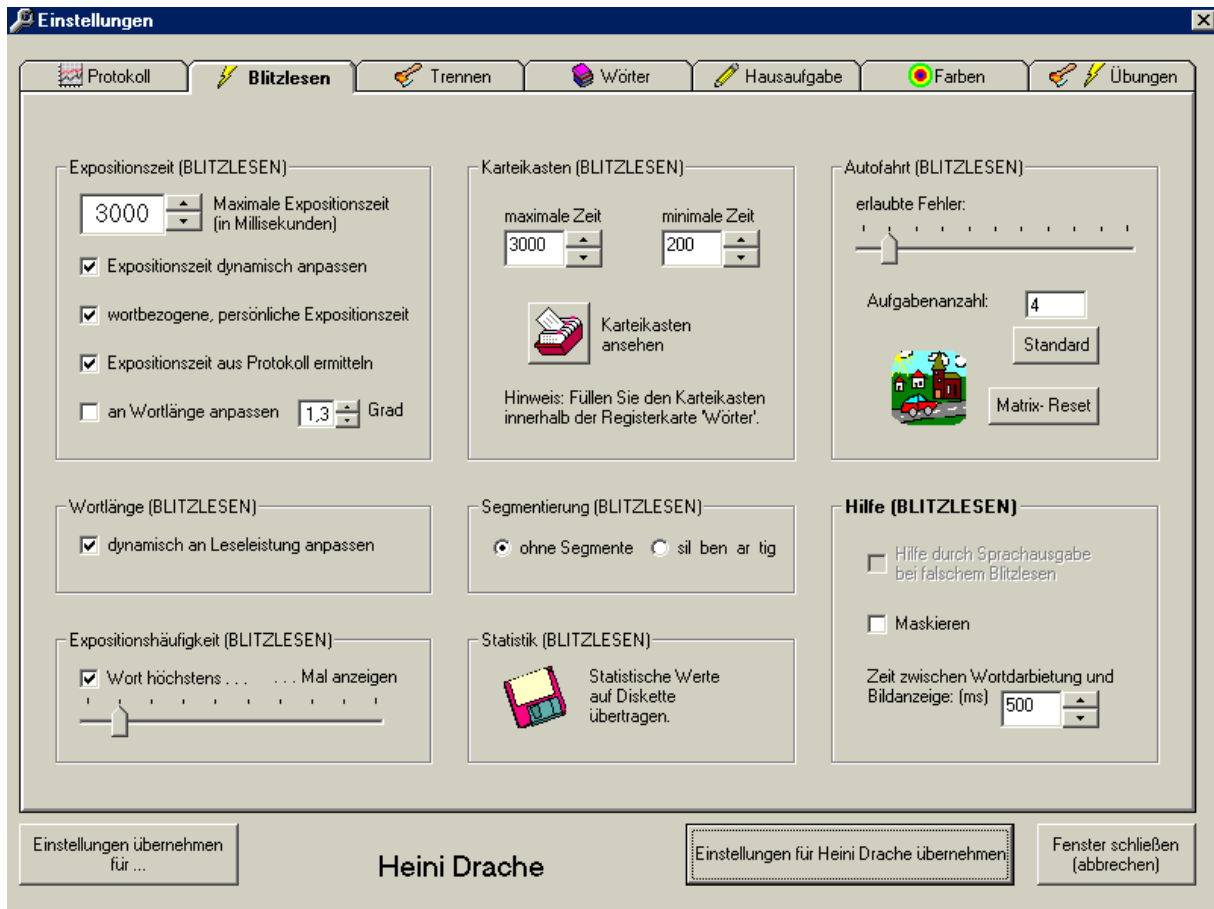 Einstellungen
Protokoll
Blitzlesen
Trennen
Wörter
Hausaufgabe
Farben
Übungen
Expositionszeit (BLITZLESEN)
3000
Maximale Expositionszeit
(in Millisekunden)
Expositionszeit dynamisch anpassen
wortbezogene, persönliche Expositionszeit
Expositionszeit aus Protokoll ermitteln
an Wortlänge anpassen 1,3 Grad
Karteikasten (BLITZLESEN)
maximale Zeit minimale Zeit
3000 200
Karteikasten
ansehen
Hinweis: Füllen Sie den Karteikasten
innerhalb der Registerkarte 'Wörter'.
Autofahrt (BLITZLESEN)
erlaubte Fehler:
Aufgabenanzahl: 4
Standard
Matrix- Reset
Wortlänge (BLITZLESEN)
dynamisch an Leseleistung anpassen
Segmentierung (BLITZLESEN)
ohne Segmente sil ben ar tig
Hilfe (BLITZLESEN)
Hilfe durch Sprachausgabe
bei falschem Blitzlesen
Maskieren
Zeit zwischen Wortdarbietung und
Bildanzeige: (ms) 500
Expositionshäufigkeit (BLITZLESEN)
Wort höchstens . . . . . . Mal anzeigen
Statistik (BLITZLESEN)
Statistische Werte
auf Diskette
übertragen.
Einstellungen übernehmen
für ...
Heini Drache
Einstellungen für Heini Drache übernehmen
Fenster schließen
(abbrechen)